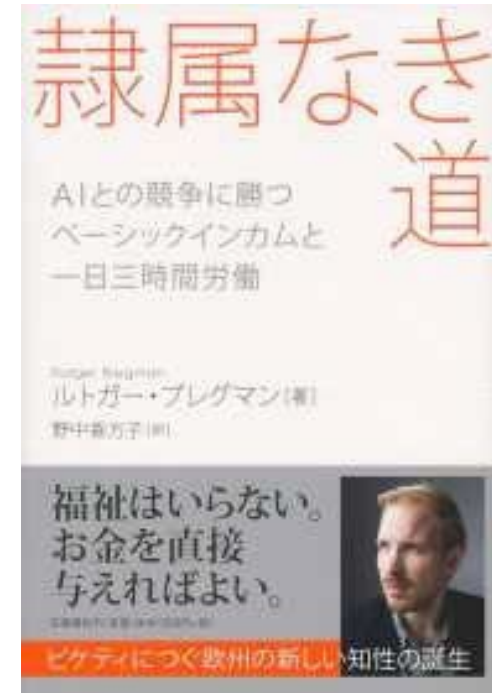 隷属なき
道
AIとの競争に勝つ
ベーシックインカムと
一日三時間労働
Rutger Bregman
ルトガー・ブレグマン[著]
野中香方子[訳]
福祉はいらない。
お金を直接
与えればよい。
ピケティにつぐ欧州の新しい知性の誕生